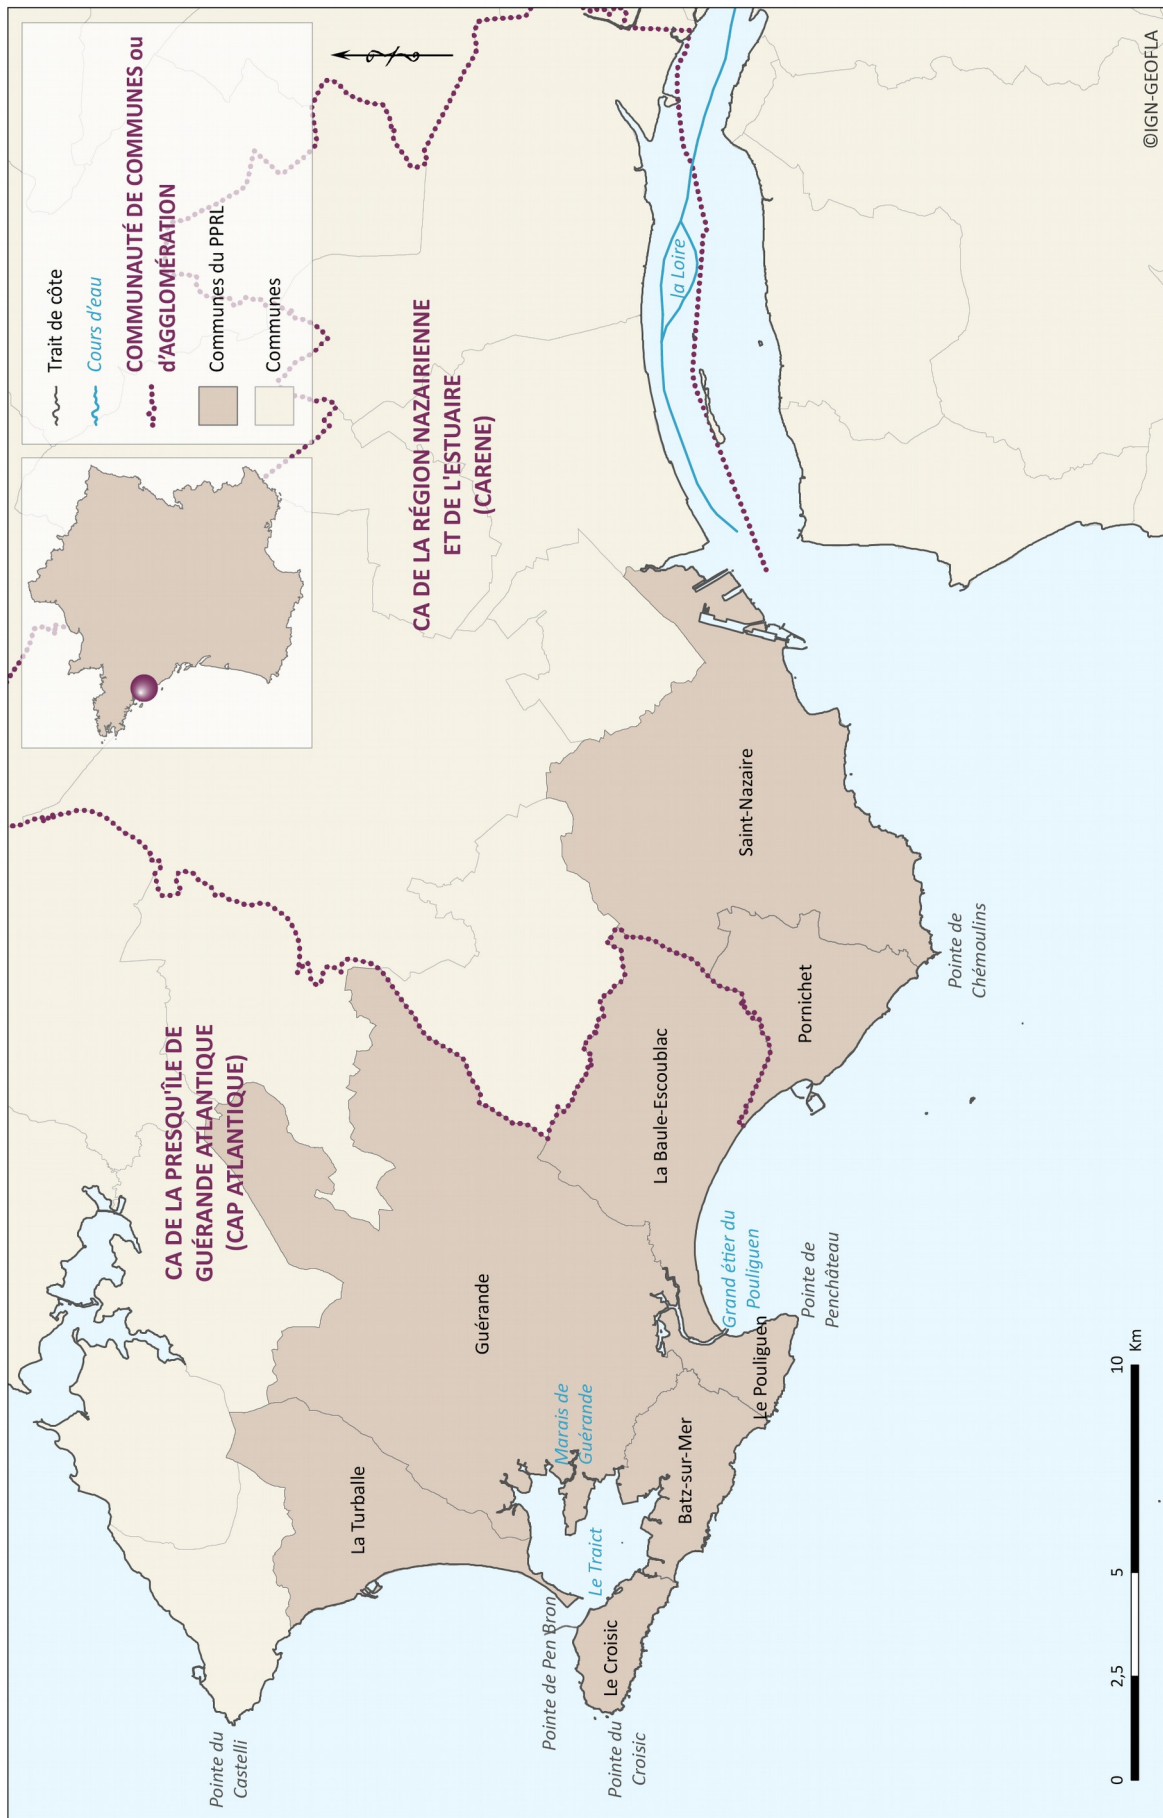 Trait de côte
Cours d'eau
COMMUNAUTÉ DE COMMUNES ou
d'AGGLOMÉRATION
Communes du PPRL
Communes
CA DE LA PRESQU'ÎLE DE
GUÉRANDE ATLANTIQUE
(CAP ATLANTIQUE)
CA DE LA RÉGION NAZAIRIENNE
ET DE L'ESTUAIRE
(CARENE)
Pointe du
Castelli
La Turballe
Guérande
Pointe de Pen Bron
Marais de
Guérande
Le Traict
Pointe du
Croisic
Le Croisic
Batz-sur-Mer
Le Pouliguen
Grand étier du
Pouliguen
Pointe de
Penchâteau
La Baule-Escoublac
Pornichet
Saint-Nazaire
Pointe de
Chémoulins
la Loire
0
2,5
5
10
Km
©IGN-GEOFLA